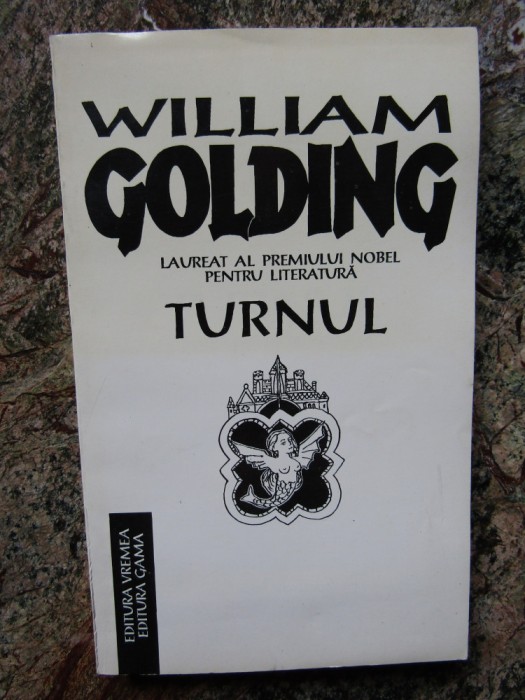 WILLIAM
GOLDING
LAUREAT AL PREMIULUI NOBEL
PENTRU LITERATURĂ
TURNUL
EDITURA VREMEA
EDITURA GAMA